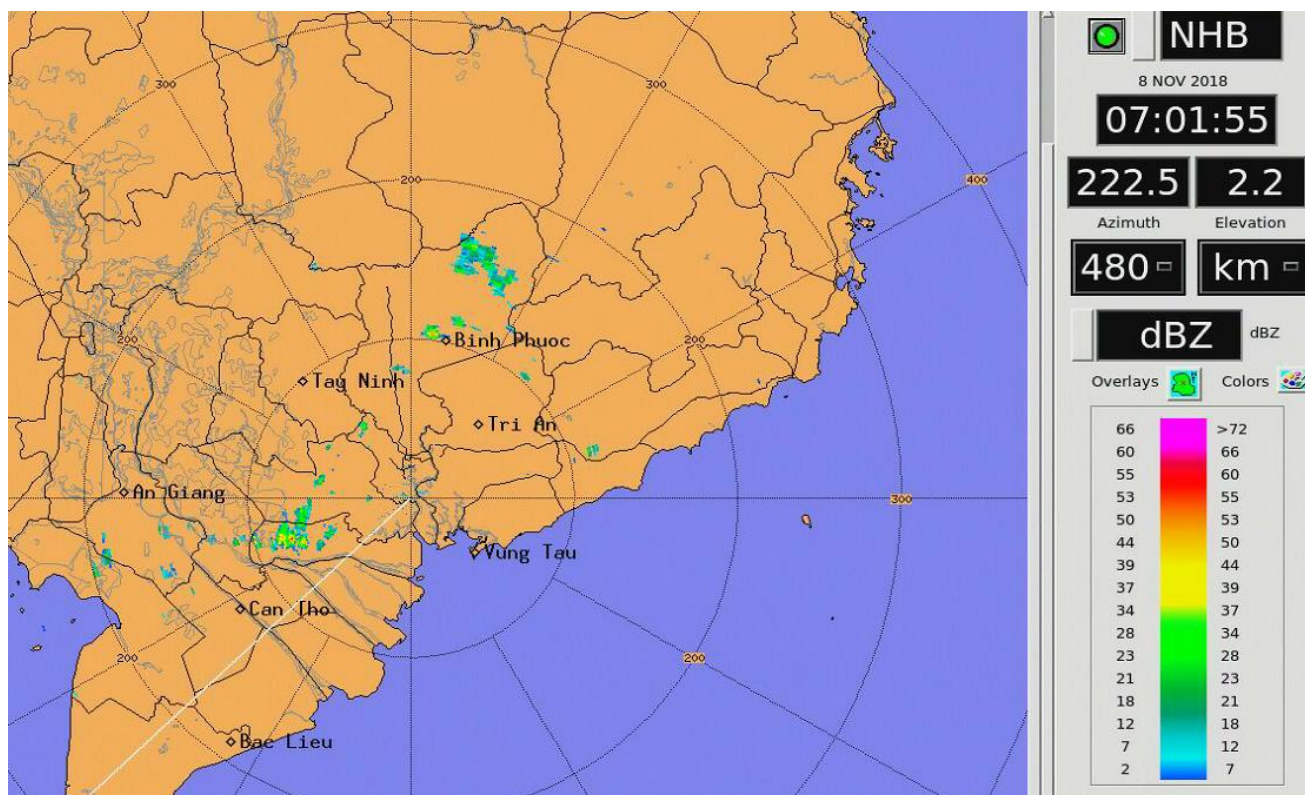 300
300
200
400
200
200
Binh Phuoc
Tay Ninh
Tri An
An Giang
300
Vung Tau
Can Tho
200
200
Bac Lieu
NHB
8 NOV 2018
07:01:55
222.5 2.2
Azimuth Elevation
480 km
dBZ dBZ
Overlays Colors
66 >72
60 66
55 60
53 55
50 53
44 50
39 44
37 39
34 37
28 34
23 28
21 23
18 21
12 18
7 12
2 7